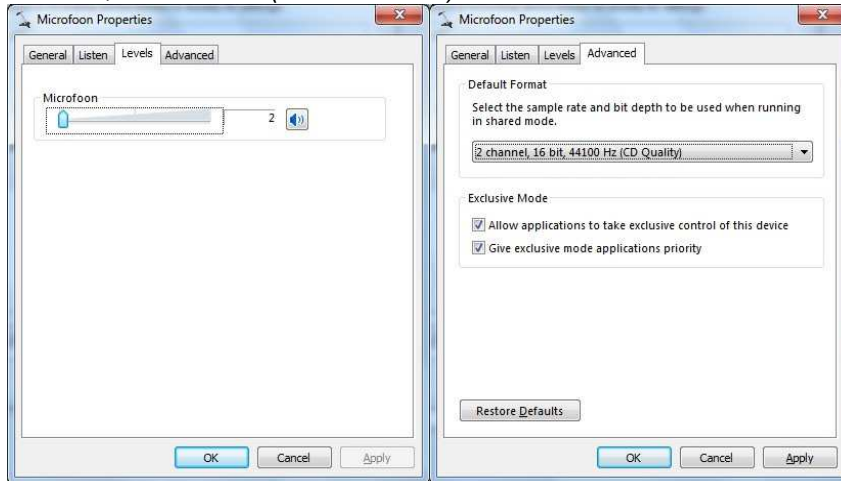 Microfoon Properties
General Listen Levels Advanced
Microfoon
2
OK Cancel Apply
Microfoon Properties
General Listen Levels Advanced
Default Format
Select the sample rate and bit depth to be used when running
in shared mode.
2 channel, 16 bit, 44100 Hz (CD Quality)
Exclusive Mode
Allow applications to take exclusive control of this device
Give exclusive mode applications priority
Restore Defaults
OK Cancel Apply